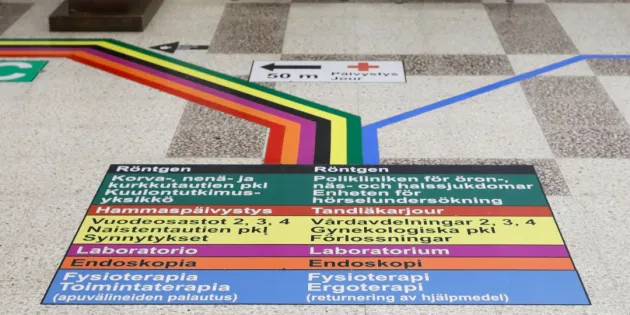 C
50 m
Päivystys
Jour
Röntgen
Röntgen
Korva-, nenä- ja
kurkkutautien pkl
Kuulontutkimus-
yksikkö
Polikliniken för öron-,
näs- och halssjukdomar
Enheten för
hörselundersökning
Hammaspäivystys
Tandläkarjour
Vuodeosastot 2, 3, 4
Naistentautien pkl
Synnytykset
Vårdavdelningar 2, 3, 4
Gynekologiska pkl
Förlossningar
Laboratorio
Laboratorium
Endoskopia
Endoskopi
Fysioterapia
Toimintaterapia
(apuvälineiden palautus)
Fysioterapi
Ergoterapi
(returnering av hjälpmedel)